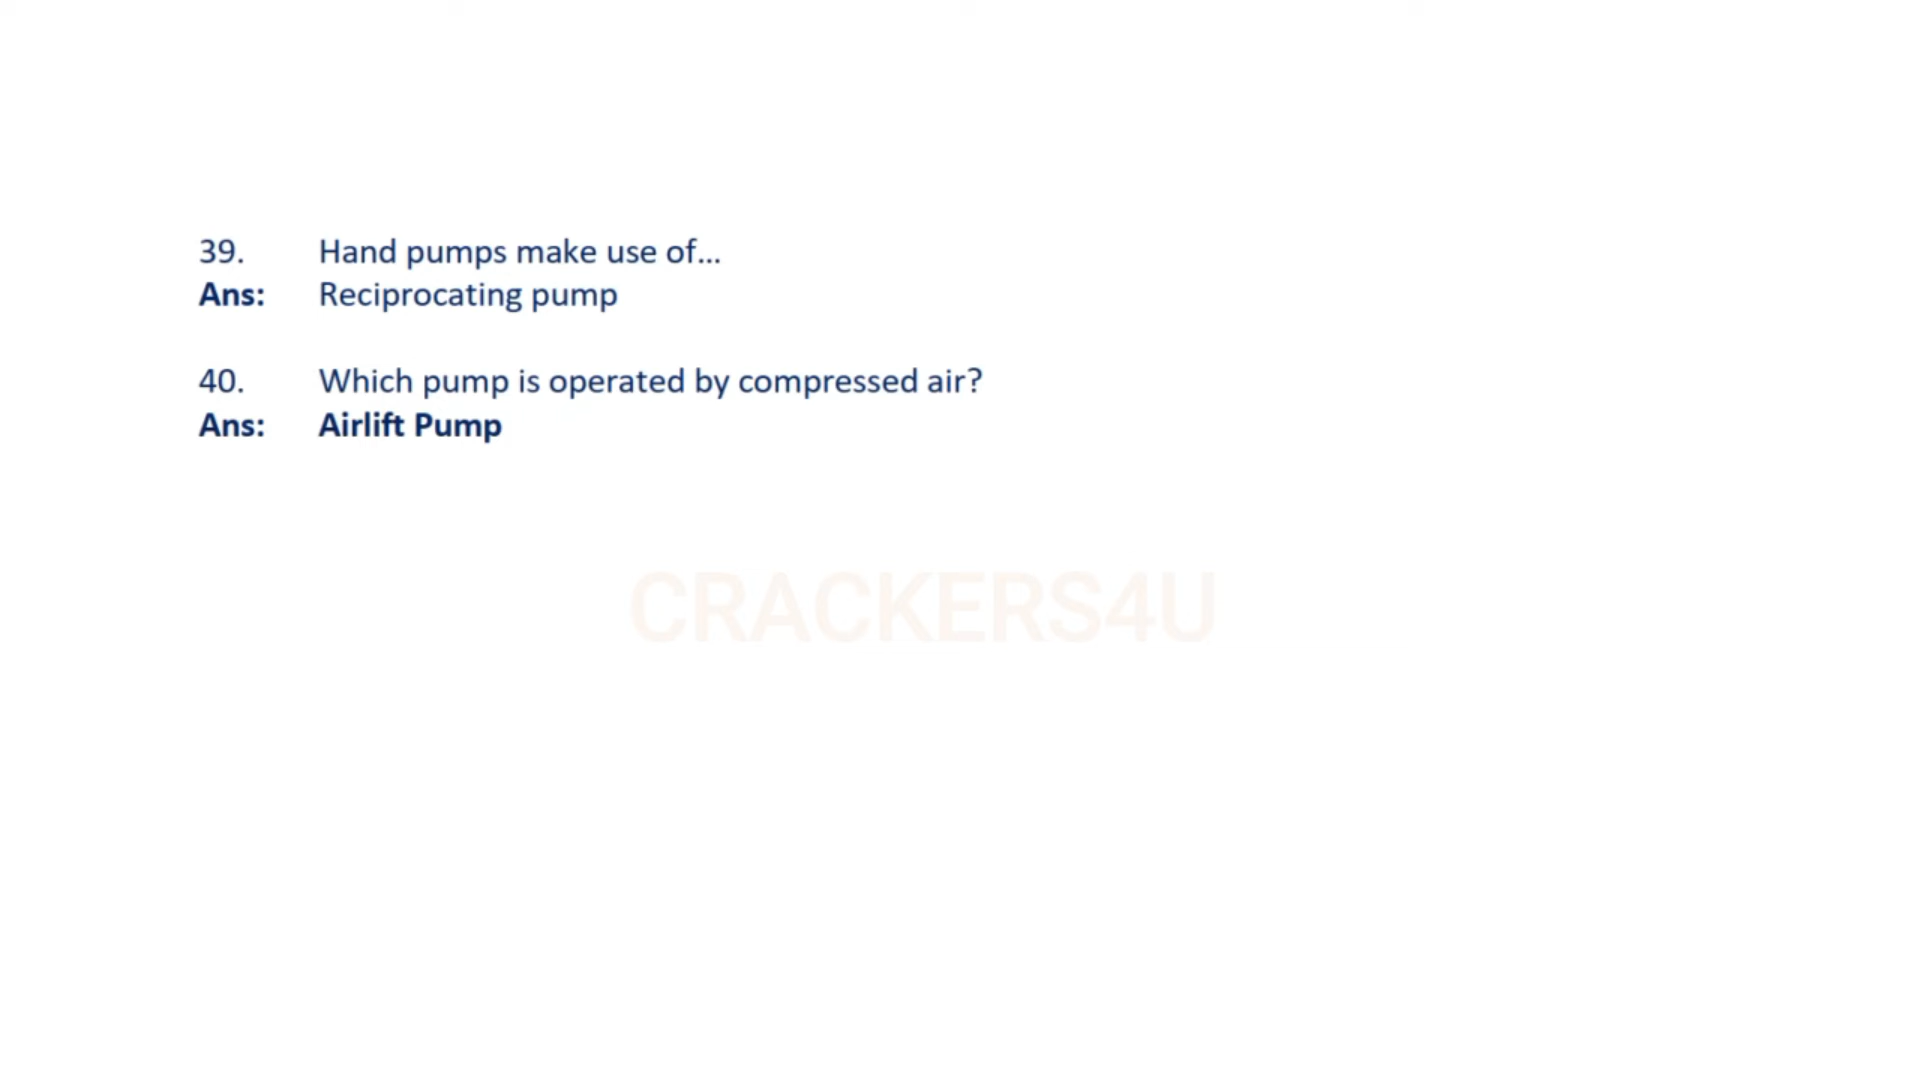 39. Hand pumps make use of...
Ans: Reciprocating pump
40. Which pump is operated by compressed air?
Ans: Airlift Pump
CRACKERS4U